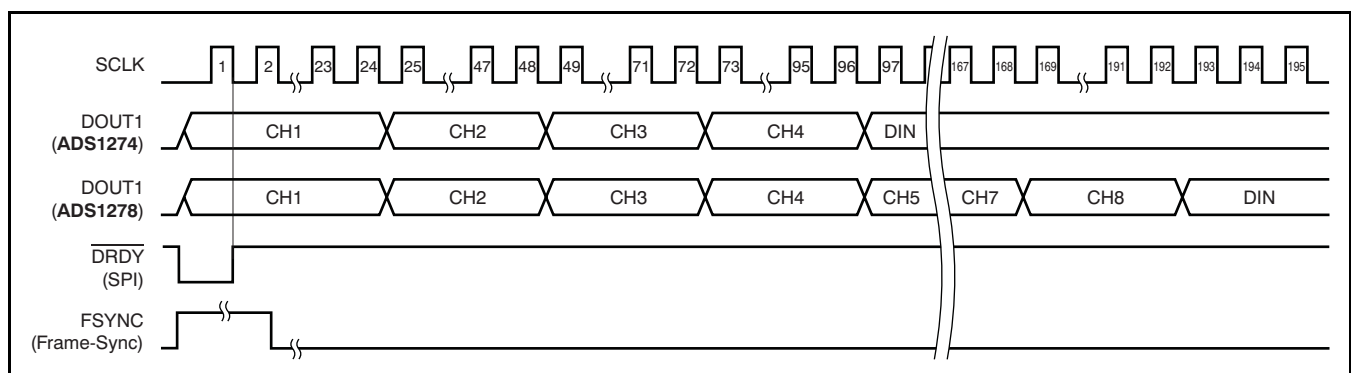 SCLK 1 2 23 24 25 47 48 49 71 72 73 95 96 97 167 168 169 191 192 193 194 195
DOUT1
(ADS1274)
CH1 CH2 CH3 CH4 DIN
DOUT1
(ADS1278)
CH1 CH2 CH3 CH4 CH5 CH7 CH8 DIN
DRDY
(SPI)
FSYNC
(Frame-Sync)